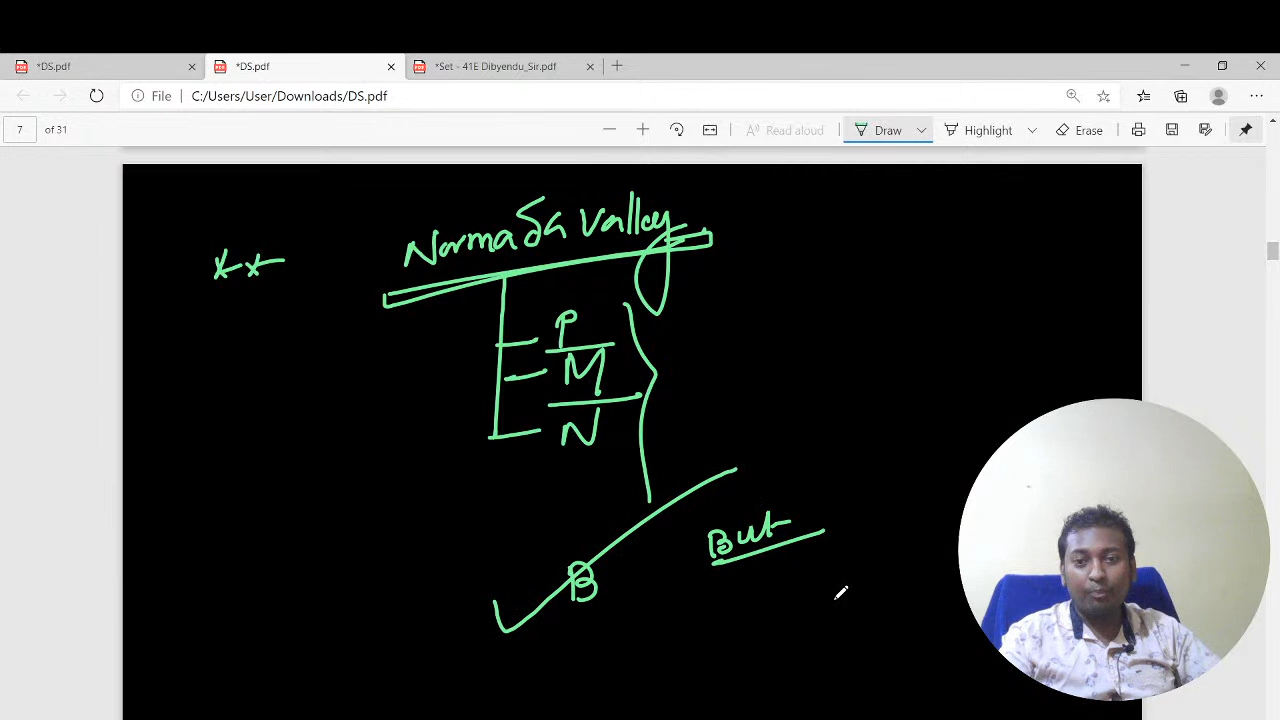 *DS.pdf
*DS.pdf
*Set - 41E Dibyendu_Sir.pdf
File C:/Users/User/Downloads/DS.pdf
7 of 31
Read aloud
Draw
Highlight
Erase
Normada Valley
**
P
M
N
But
B